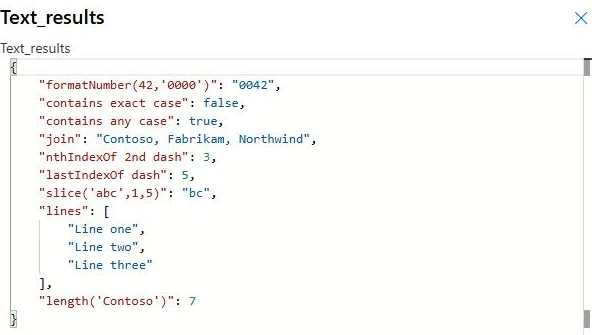 Text_results
Text_results
{
"formatNumber(42,'0000')": "0042",
"contains exact case": false,
"contains any case": true,
"join": "Contoso, Fabrikam, Northwind",
"nthIndexOf 2nd dash": 3,
"lastIndexOf dash": 5,
"slice('abc',1,5)": "bc",
"lines": [
"Line one",
"Line two",
"Line three"
],
"length('Contoso')": 7
}